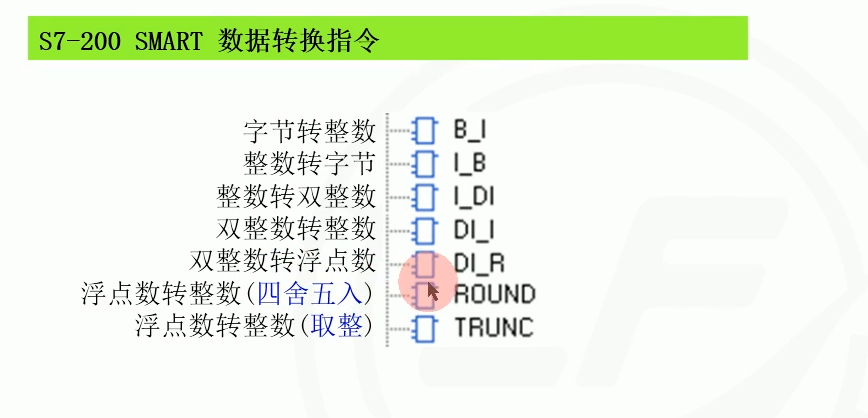 S7-200 SMART 数据转换指令
字节转整数 B_I
整数转字节 I_B
整数转双整数 I_DI
双整数转整数 DI_I
双整数转浮点数 DI_R
浮点数转整数(四舍五入) ROUND
浮点数转整数(取整) TRUNC